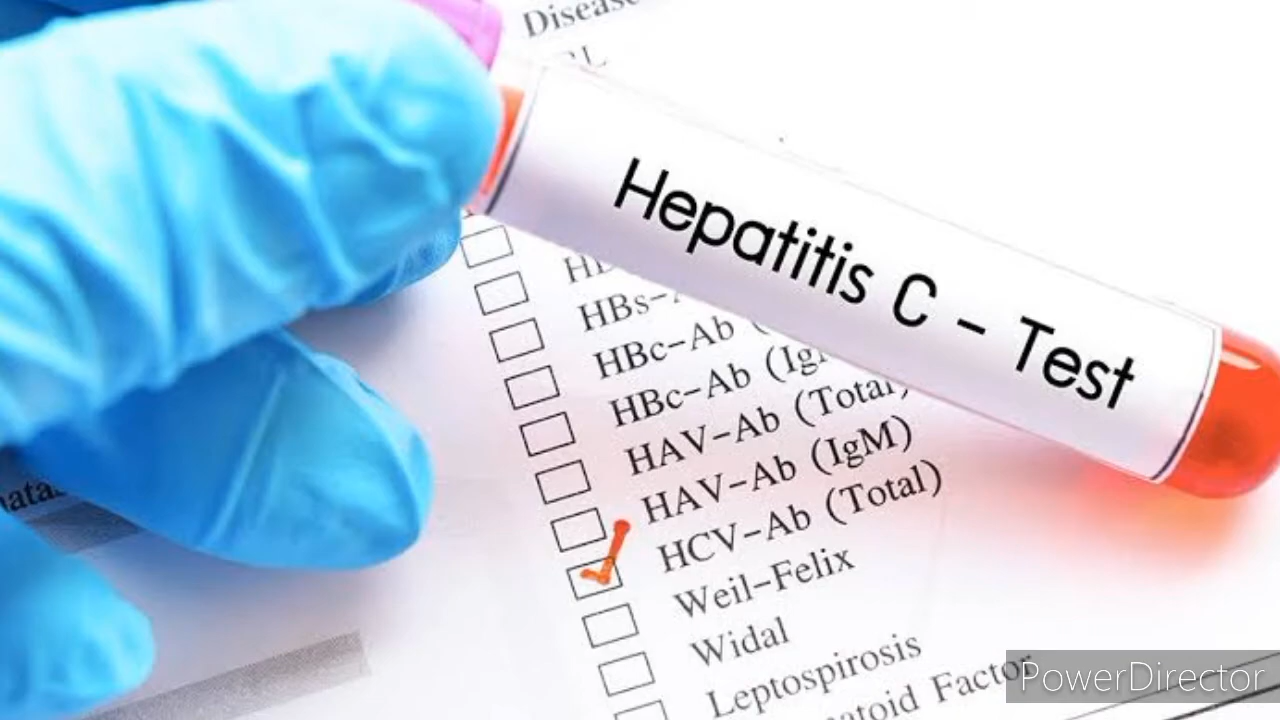 Disease
Hepatitis C - Test
HBs-
HBc-Ab
HBc-Ab (IgM
HAV-Ab (Total)
HAV-Ab (IgM)
HCV-Ab (Total)
Weil-Felix
Widal
Leptospirosis
Factor
PowerDirector